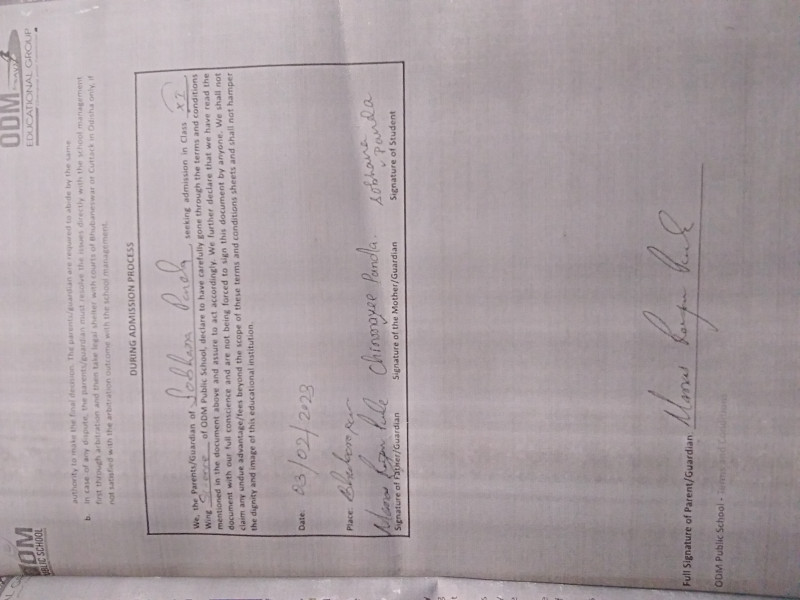 ODM
EDUCATIONAL GROUP
ODM
PUBLIC SCHOOL
authority to make the final decision. The parents/guardian are required to abide by the same
b. In case of any dispute, the parents/guardian must resolve the issues directly with the school management
first through arbitration and then take legal shelter with courts of Bhubaneswar or Cuttack in Odisha only, if
not satisfied with the arbitration outcome with the school management.
DURING ADMISSION PROCESS
We, the Parents/Guardian of Sobhana Panda seeking admission in Class XI
Wing Science of ODM Public School, declare to have carefully gone through the terms and conditions
mentioned in the document above and assure to act accordingly. We further declare that we have read the
document with our full conscience and are not being forced to sign this document by anyone. We shall not
claim any undue advantage/fees beyond the scope of these terms and conditions sheets and shall not hamper
the dignity and image of this educational institution.
Date: 03/02/2023
Place:
Chinmayee Panda.
Sobhana Panda
Signature of Father/Guardian Signature of the Mother/Guardian Signature of Student
Full Signature of Parent/Guardian:
ODM Public School - Terms and Conditions